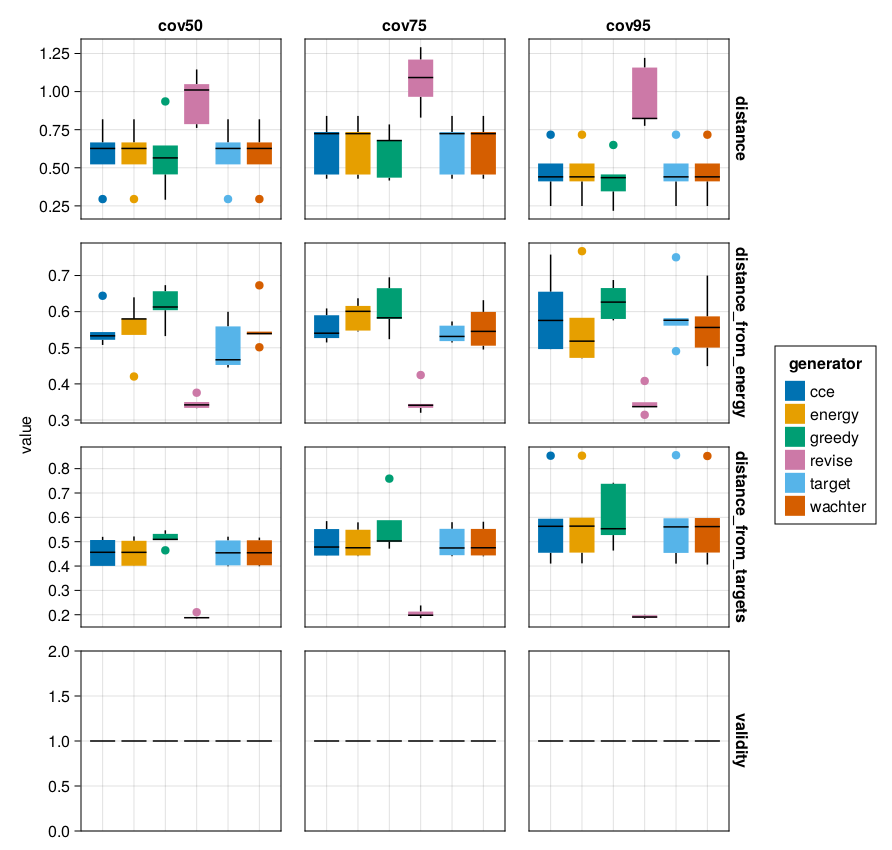 cov50 cov75 cov95
1.25
1.00
0.75
0.50
0.25
distance
0.7
0.6
0.5
0.4
0.3
distance_from_energy
value
0.8
0.7
0.6
0.5
0.4
0.3
0.2
distance_from_targets
2.0
1.5
1.0
0.5
0.0
validity
generator
cce
energy
greedy
revise
target
wachter